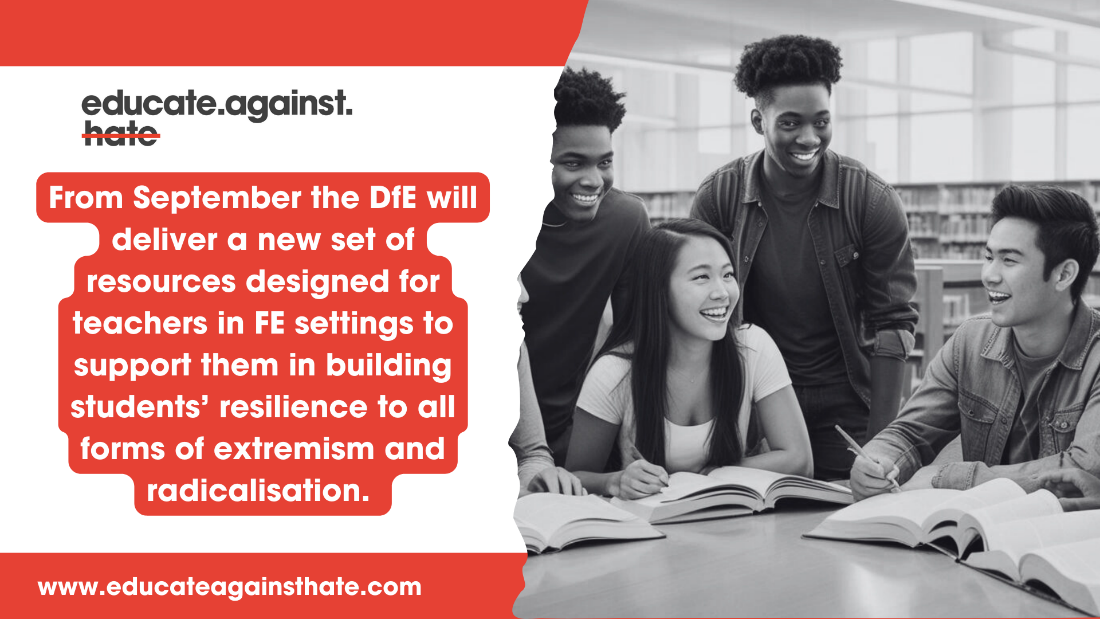 educate.against.
hate
From September the DfE will
deliver a new set of
resources designed for
teachers in FE settings to
support them in building
students’ resilience to all
forms of extremism and
radicalisation.
www.educateagainsthate.com